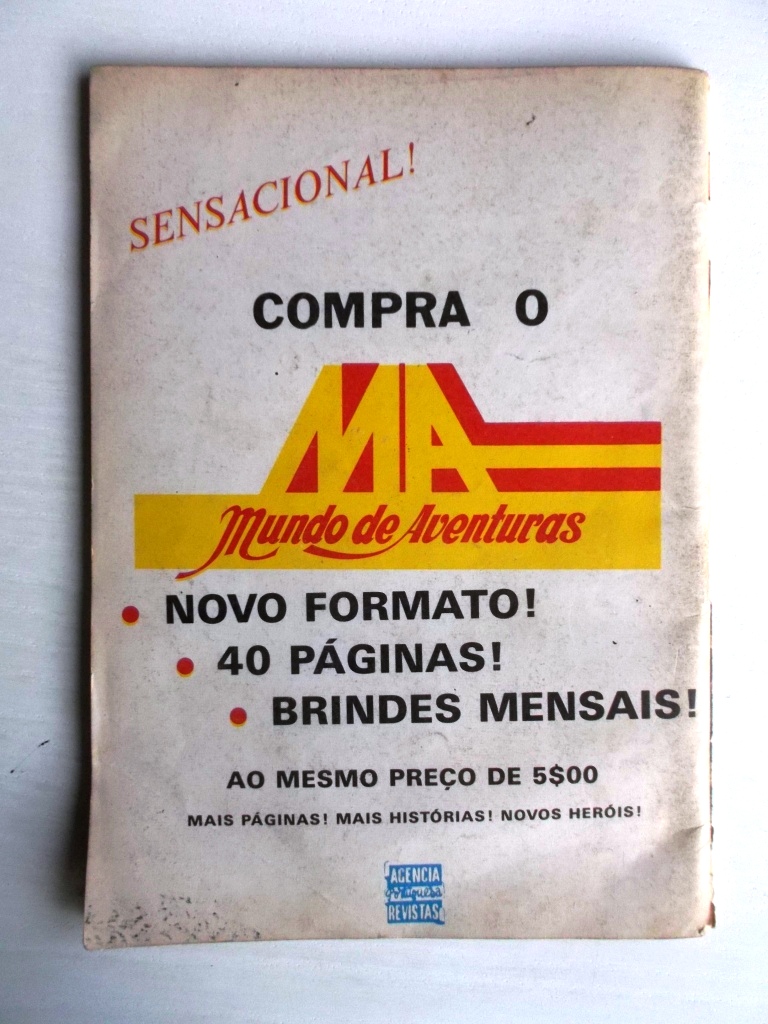 SENSACIONAL!
COMPRA O
MA
Mundo de Aventuras
• NOVO FORMATO!
• 40 PÁGINAS!
• BRINDES MENSAIS!
AO MESMO PREÇO DE 5$00
MAIS PÁGINAS! MAIS HISTÓRIAS! NOVOS HERÓIS!
AGENCIA
portuguesa
REVISTAS